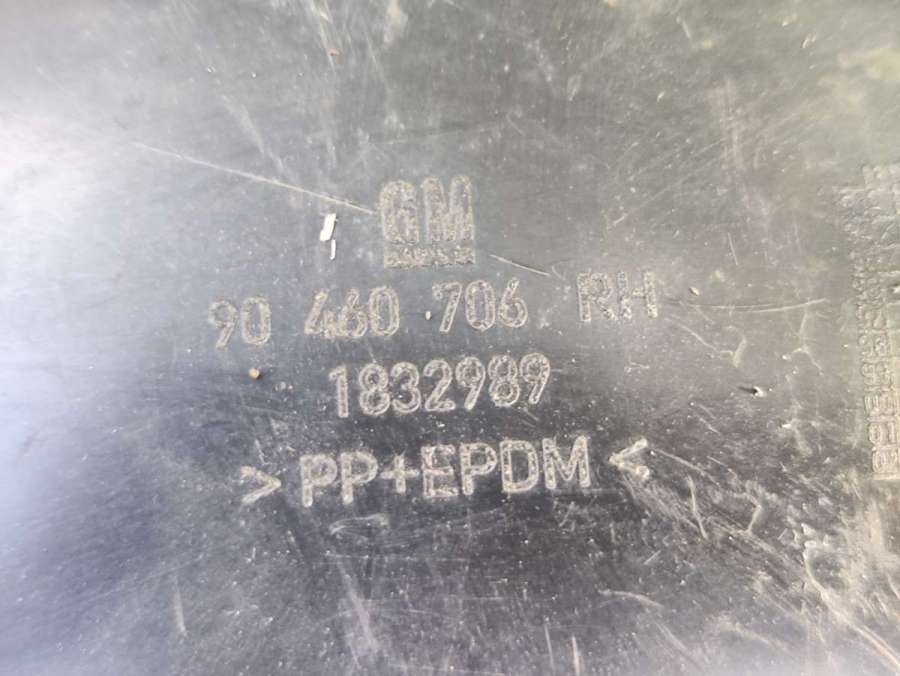 GM
90 460 706 RH
1832989
> PP+EPDM <